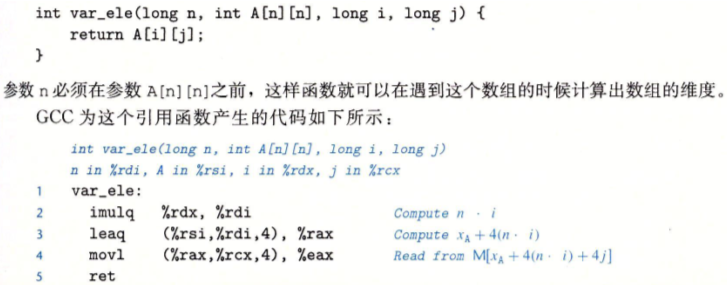 int var_ele(long n, int A[n][n], long i, long j) {
return A[i][j];
}
参数 n 必须在参数 A[n][n]之前，这样函数就可以在遇到这个数组的时候计算出数组的维度。
GCC 为这个引用函数产生的代码如下所示：
int var_ele(long n, int A[n][n], long i, long j)
n in %rdi, A in %rsi, i in %rdx, j in %rcx
1 var_ele:
2 imulq %rdx, %rdi Compute n · i
3 leaq (%rsi,%rdi,4), %rax Compute xA + 4(n · i)
4 movl (%rax,%rcx,4), %eax Read from M[xA + 4(n · i) + 4j]
5 ret